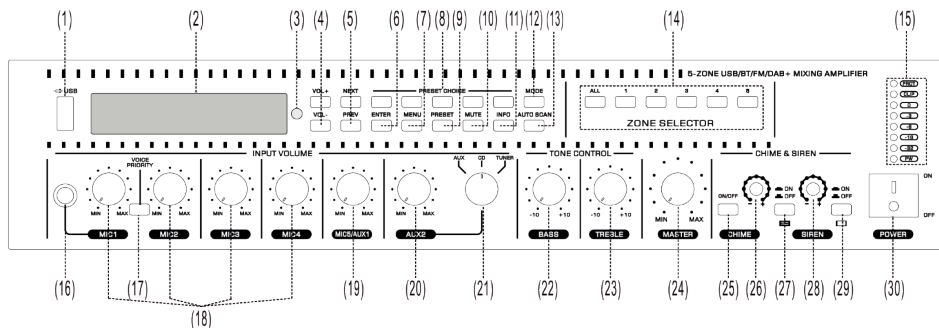 (1) (2) (3) (4) (5) (6) (7) (8) (9) (10) (11) (12) (13) (14) (15)
5-ZONE USB/BT/FM/DAB+ MIXING AMPLIFIER
USB VOL+ NEXT PRESET CHOICE MODE ALL 1 2 3 4 5
VOL- PREV ENTER MENU PRESET MUTE INFO AUTO SCAN
ZONE SELECTOR
PROT
CLIP
0
PW
INPUT VOLUME TONE CONTROL CHIME & SIREN
VOICE PRIORITY
AUX CD TUNER
ON/OFF ON OFF ON OFF
ON
OFF
MIN MAX MIN MAX MIN MAX MIN MAX MIN MAX MIN MAX -10 +10 -10 +10 MIN MAX
MIC1 MIC2 MIC3 MIC4 MIC5/AUX1 AUX2 BASS TREBLE MASTER CHIME SIREN POWER
(16) (17) (18) (19) (20) (21) (22) (23) (24) (25) (26) (27) (28) (29) (30)